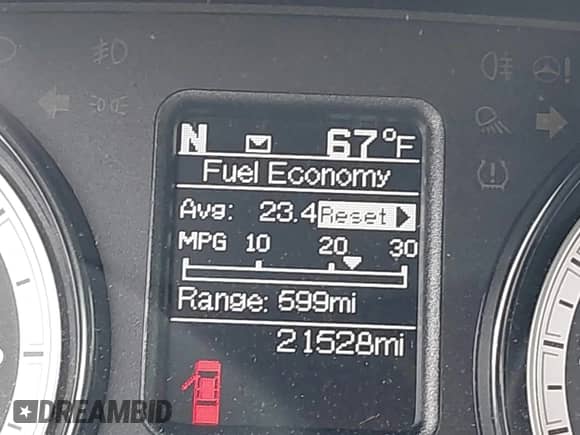 N 67°F
Fuel Economy
Avg: 23.4 Reset
MPG 10 20 30
Range: 599mi
21528mi
DREAMBID